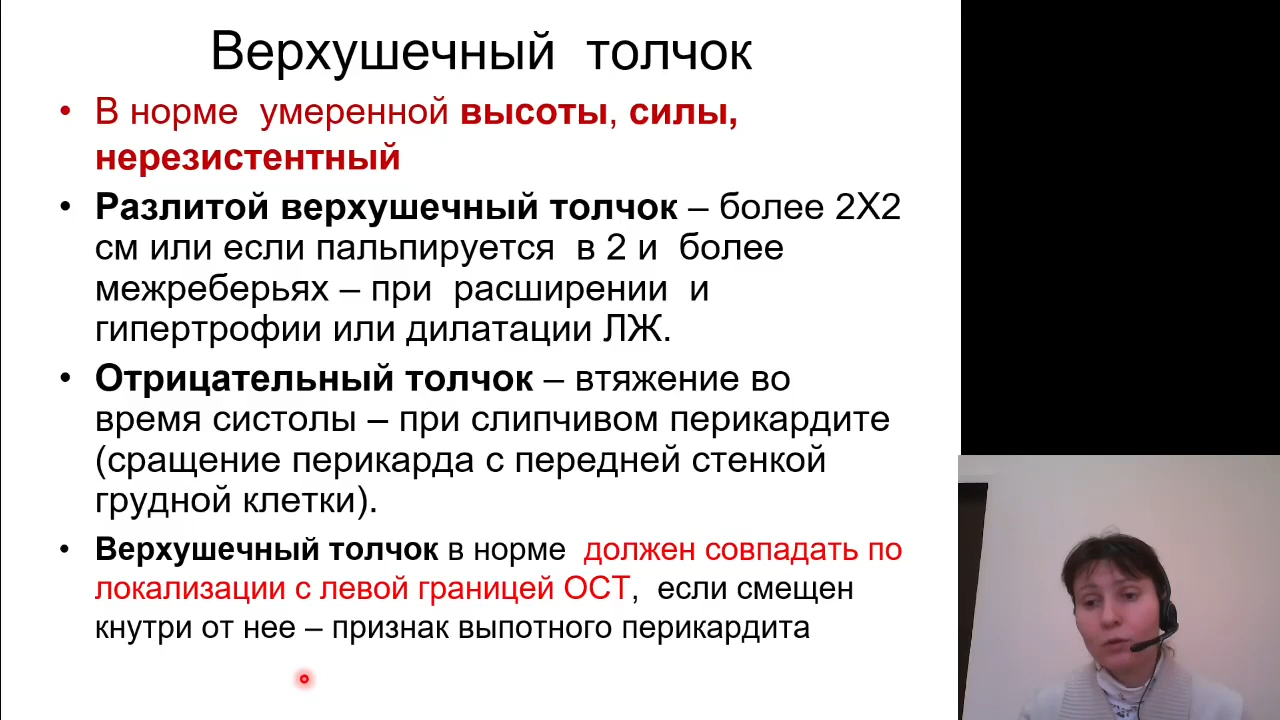 Верхушечный толчок
• В норме умеренной высоты, силы,
нерезистентный
• Разлитой верхушечный толчок – более 2Х2
см или если пальпируется в 2 и более
межреберьях – при расширении и
гипертрофии или дилатации ЛЖ.
• Отрицательный толчок – втяжение во
время систолы – при слипчивом перикардите
(сращение перикарда с передней стенкой
грудной клетки).
• Верхушечный толчок в норме должен совпадать по
локализации с левой границей ОСТ, если смещен
кнутри от нее – признак выпотного перикардита